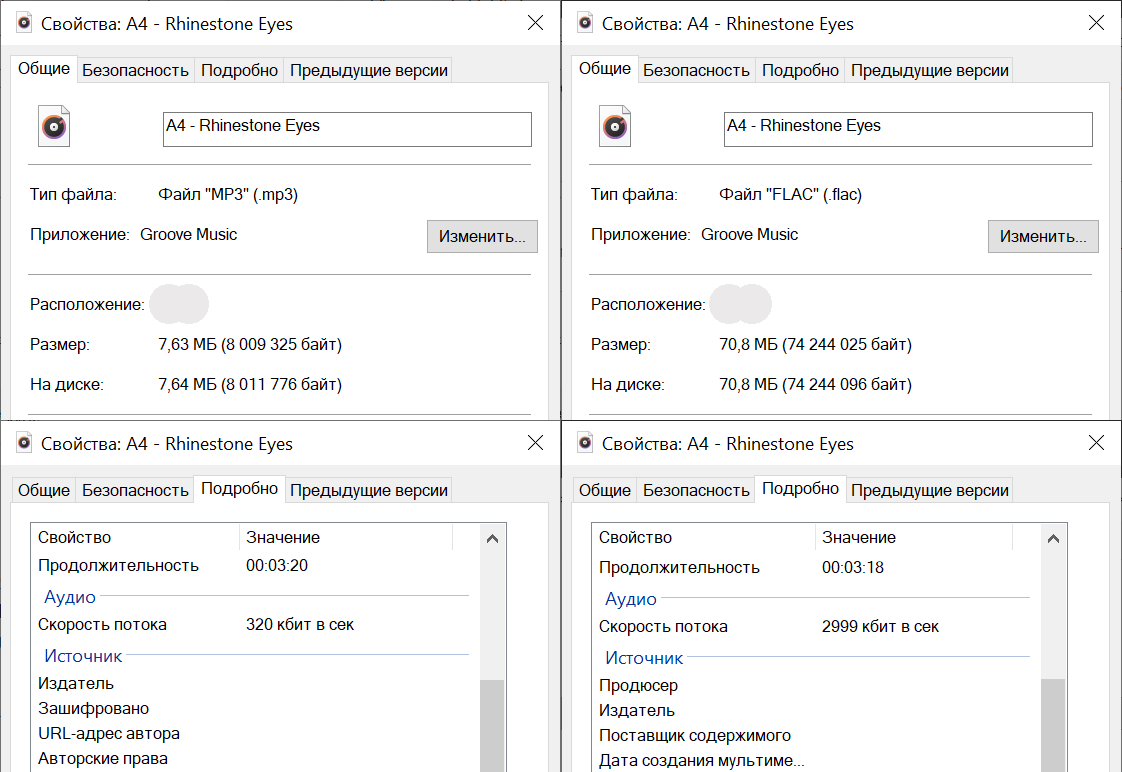 Свойства: A4 - Rhinestone Eyes
Общие Безопасность Подробно Предыдущие версии
A4 - Rhinestone Eyes
Тип файла: Файл "MP3" (.mp3)
Приложение: Groove Music Изменить...
Расположение:
Размер: 7,63 МБ (8 009 325 байт)
На диске: 7,64 МБ (8 011 776 байт)
Свойства: A4 - Rhinestone Eyes
Общие Безопасность Подробно Предыдущие версии
A4 - Rhinestone Eyes
Тип файла: Файл "FLAC" (.flac)
Приложение: Groove Music Изменить...
Расположение:
Размер: 70,8 МБ (74 244 025 байт)
На диске: 70,8 МБ (74 244 096 байт)
Свойства: A4 - Rhinestone Eyes
Общие Безопасность Подробно Предыдущие версии
Свойство Значение
Продолжительность 00:03:20
Аудио
Скорость потока 320 кбит в сек
Источник
Издатель
Зашифровано
URL-адрес автора
Авторские права
Свойства: A4 - Rhinestone Eyes
Общие Безопасность Подробно Предыдущие версии
Свойство Значение
Продолжительность 00:03:18
Аудио
Скорость потока 2999 кбит в сек
Источник
Продюсер
Издатель
Поставщик содержимого
Дата создания мультиме...